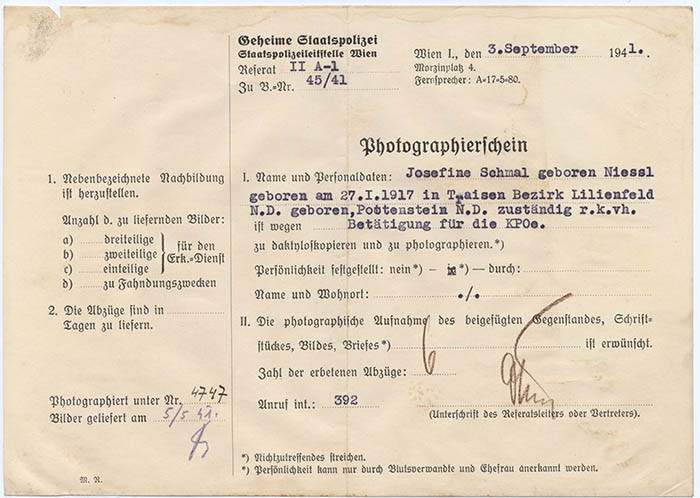 Geheime Staatspolizei
Staatspolizeileitstelle Wien
Referat II A-1
Zu B.-Nr. 45/41
Wien I., den 3.September 1941.
Morzinplatz 4.
Fernsprecher: A=17=5=80.
Photographierschein
1. Nebenbezeichnete Nachbildung
ist herzustellen.
Anzahl d. zu liefernden Bilder:
a) dreiteilige
b) zweiteilige
c) einteilige
für den
Erk.=Dienst
d) zu Fahndungszwecken
2. Die Abzüge sind in
Tagen zu liefern.
Photographiert unter Nr. 4747
Bilder geliefert am 5/5 41.
M. R.
I. Name und Personaldaten: Josefine Schmal geboren Niessl
geboren am 27.I.1917 in Traisen Bezirk Lilienfeld
N.D. geboren, Pottenstein N.D. zuständig r.k.vh.
ist wegen Betätigung für die KPOe.
zu daktyloskopieren und zu photographieren.*)
Persönlichkeit festgestellt: nein*) — ja*) — durch:
Name und Wohnort: ./.
II. Die photographische Aufnahme des beigefügten Gegenstandes, Schrift=
stückes, Bildes, Briefes*) ist erwünscht.
Zahl der erbetenen Abzüge: 6
Anruf int.: 392
(Unterschrift des Referatsleiters oder Vertreters).
*) Nichtzutreffendes streichen.
*) Persönlichkeit kann nur durch Blutsverwandte und Ehefrau anerkannt werden.